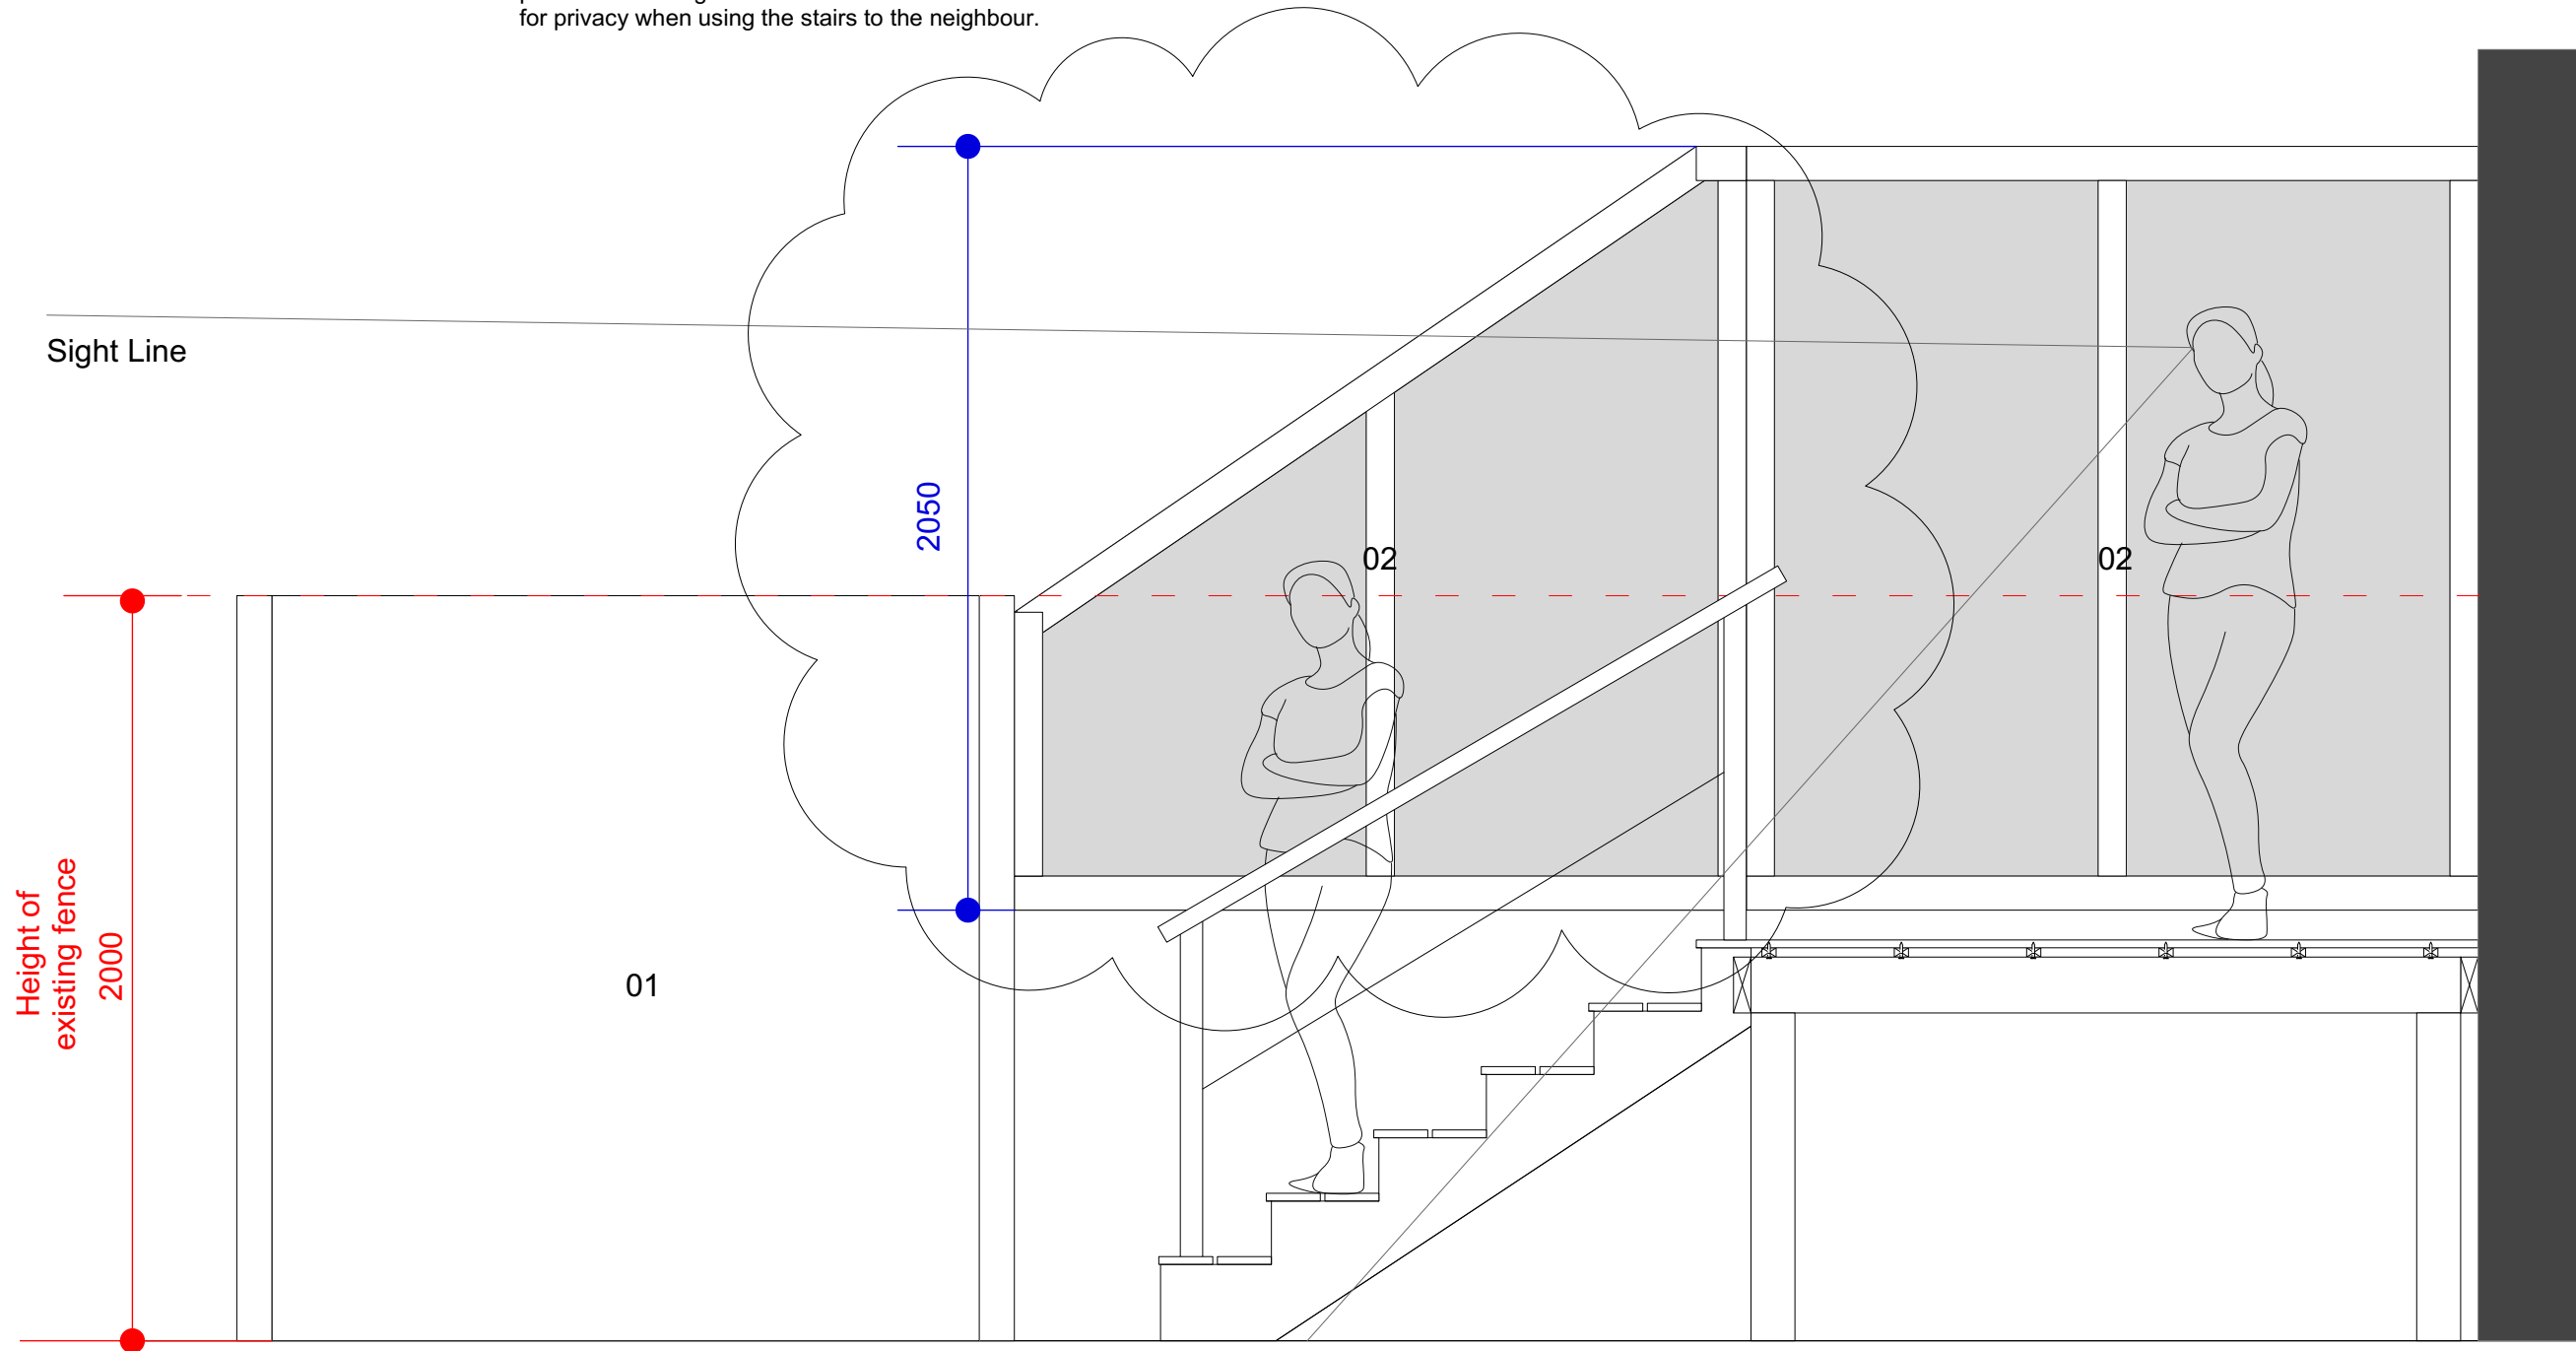 for privacy when using the stairs to the neighbour.
Sight Line
2050
02
02
Height of
existing fence
2000
01